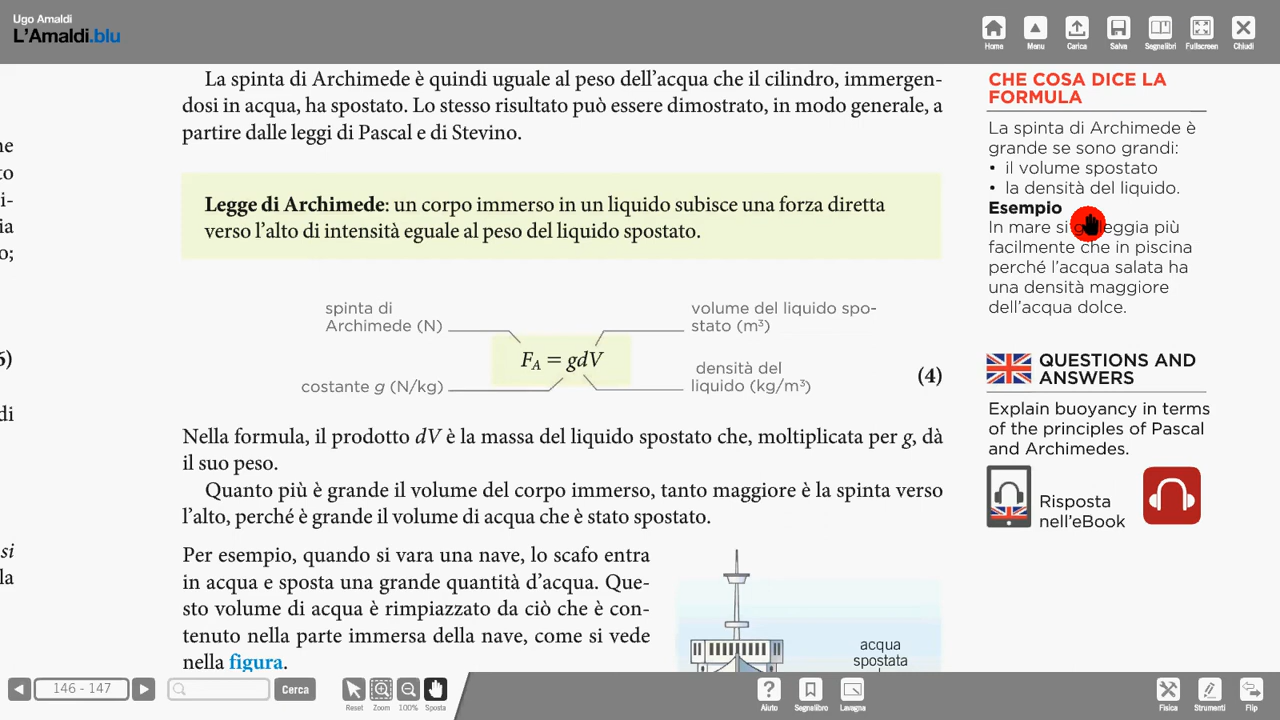 Ugo Amaldi
L'Amaldi.blu
Home
Menu
Carica
Salva
Segnalibri
Fullscreen
Chiudi
La spinta di Archimede è quindi uguale al peso dell'acqua che il cilindro, immergen-
dosi in acqua, ha spostato. Lo stesso risultato può essere dimostrato, in modo generale, a
partire dalle leggi di Pascal e di Stevino.
Legge di Archimede: un corpo immerso in un liquido subisce una forza diretta
verso l'alto di intensità eguale al peso del liquido spostato.
spinta di
Archimede (N)
volume del liquido spo-
stato (m³)
F_A = gdV
costante g (N/kg)
densità del
liquido (kg/m³)
(4)
Nella formula, il prodotto dV è la massa del liquido spostato che, moltiplicata per g, dà
il suo peso.
Quanto più è grande il volume del corpo immerso, tanto maggiore è la spinta verso
l'alto, perché è grande il volume di acqua che è stato spostato.
Per esempio, quando si vara una nave, lo scafo entra
in acqua e sposta una grande quantità d'acqua. Que-
sto volume di acqua è rimpiazzato da ciò che è con-
tenuto nella parte immersa della nave, come si vede
nella figura.
acqua
spostata
CHE COSA DICE LA
FORMULA
La spinta di Archimede è
grande se sono grandi:
• il volume spostato
• la densità del liquido.
Esempio
In mare si più
facilmente che in piscina
perché l'acqua salata ha
una densità maggiore
dell'acqua dolce.
QUESTIONS AND
ANSWERS
Explain buoyancy in terms
of the principles of Pascal
and Archimedes.
Risposta
nell'eBook
to
i-
ia
to;
6)
di
si
la
146 - 147
Cerca
Reset
Zoom
100%
Sposta
Aiuto
Segnalibro
Lavagna
Fisica
Strumenti
Flip